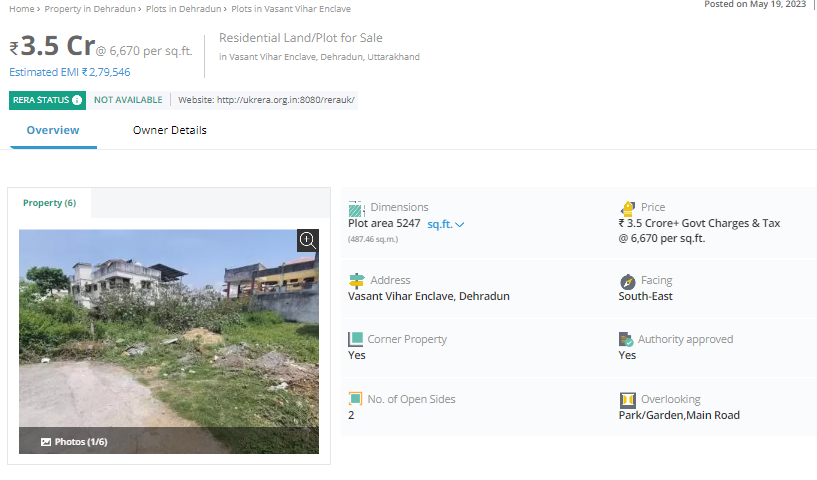 Home > Property in Dehradun > Plots in Dehradun > Plots in Vasant Vihar Enclave
Posted on May 19, 2023
₹ 3.5 Cr @ 6,670 per sq.ft.
Estimated EMI ₹ 2,79,546
Residential Land/Plot for Sale
in Vasant Vihar Enclave, Dehradun, Uttarakhand
RERA STATUS i NOT AVAILABLE Website: http://ukrera.org.in:8080/rerauk/
Overview Owner Details
Property (6)
Photos (1/6)
Dimensions
Plot area 5247 sq.ft.
(487.46 sq.m.)
Price
₹ 3.5 Crore+ Govt Charges & Tax
@ 6,670 per sq.ft.
Address
Vasant Vihar Enclave, Dehradun
Facing
South-East
Corner Property
Yes
Authority approved
Yes
No. of Open Sides
2
Overlooking
Park/Garden,Main Road